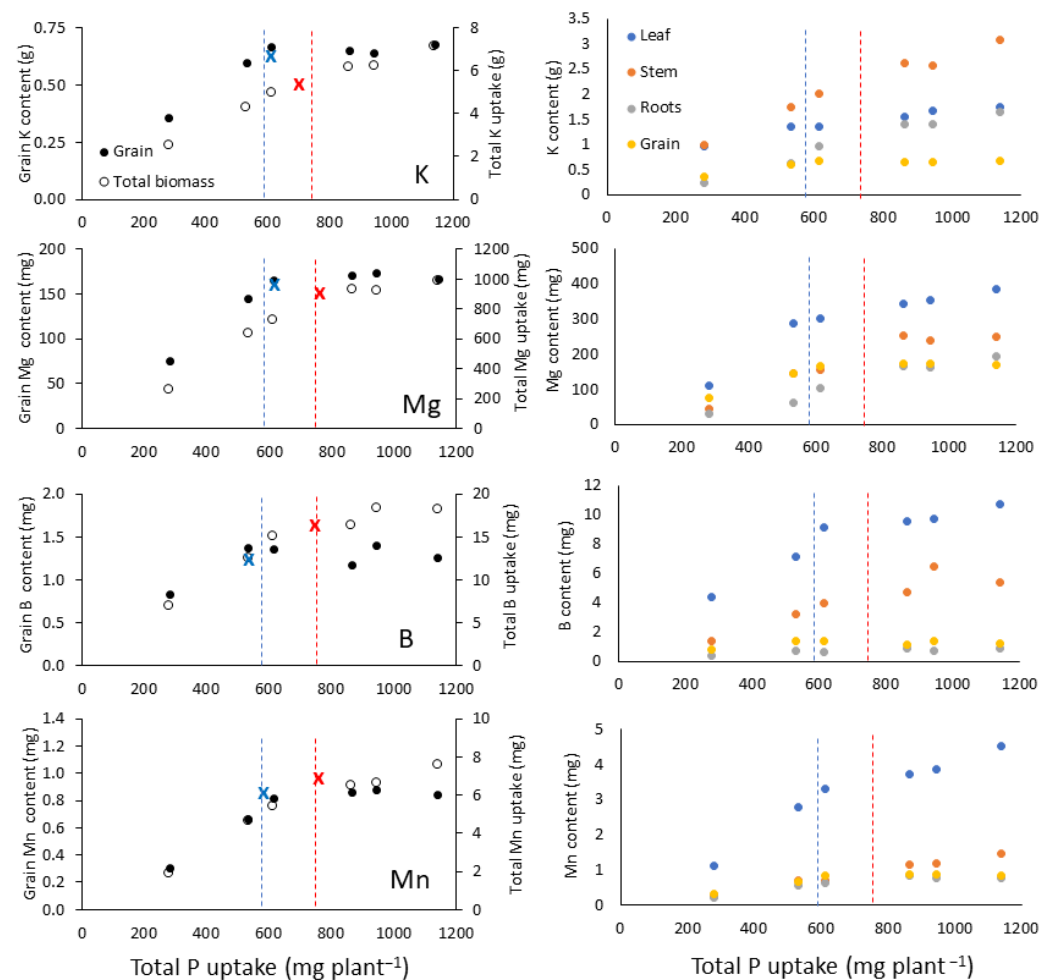 Grain K content (g)
0.75
0.50
0.25
0.00
8
6
4
2
0
Total K uptake (g)
Grain
Total biomass
K
0 200 400 600 800 1000 1200
K content (g)
3.5
3
2.5
2
1.5
1
0.5
0
Leaf
Stem
Roots
Grain
0 200 400 600 800 1000 1200
Grain Mg content (mg)
200
150
100
50
0
1200
1000
800
600
400
200
0
Total Mg uptake (mg)
Mg
0 200 400 600 800 1000 1200
Mg content (mg)
500
400
300
200
100
0
0 200 400 600 800 1000 1200
Grain B content (mg)
2.0
1.5
1.0
0.5
0.0
20
15
10
5
0
Total B uptake (mg)
B
0 200 400 600 800 1000 1200
B content (mg)
12
10
8
6
4
2
0
0 200 400 600 800 1000 1200
Grain Mn content (mg)
1.4
1.2
1.0
0.8
0.6
0.4
0.2
0.0
10
8
6
4
2
0
Total Mn uptake (mg)
Mn
0 200 400 600 800 1000 1200
Total P uptake (mg plant⁻¹)
Mn content (mg)
5
4
3
2
1
0
0 200 400 600 800 1000 1200
Total P uptake (mg plant⁻¹)